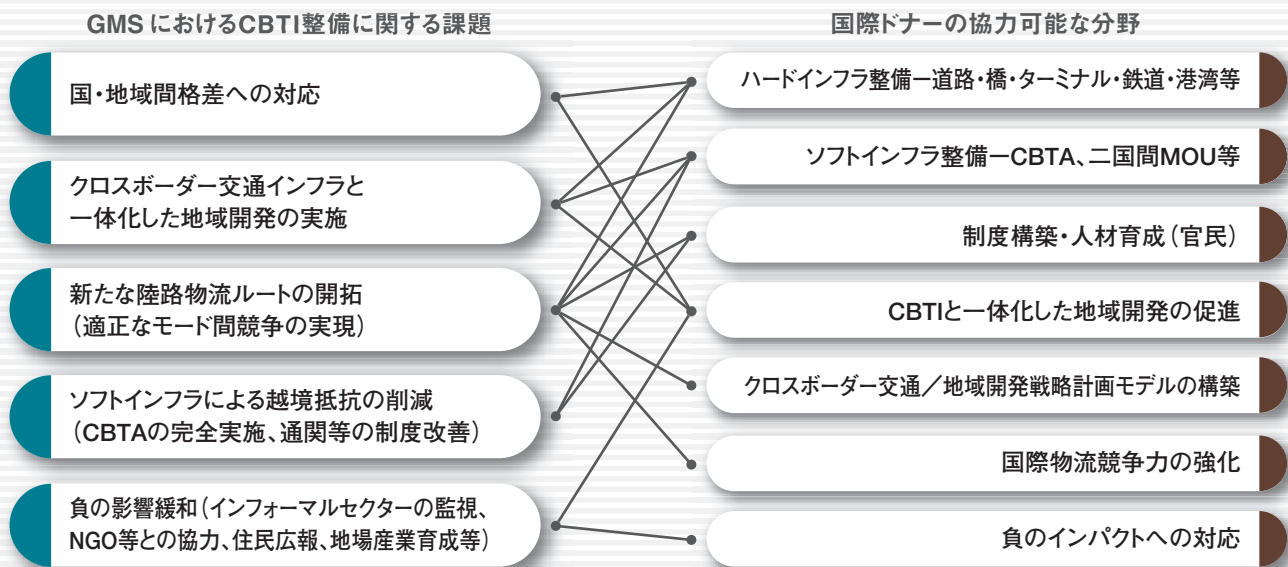 GMS におけるCBTI整備に関する課題
国・地域間格差への対応
クロスボーダー交通インフラと
一体化した地域開発の実施
新たな陸路物流ルートの開拓
（適正なモード間競争の実現）
ソフトインフラによる越境抵抗の削減
（CBTAの完全実施、通関等の制度改善）
負の影響緩和（インフォーマルセクターの監視、
NGO等との協力、住民広報、地場産業育成等）
国際ドナーの協力可能な分野
ハードインフラ整備ー道路・橋・ターミナル・鉄道・港湾等
ソフトインフラ整備ーCBTA、二国間MOU等
制度構築・人材育成（官民）
CBTIと一体化した地域開発の促進
クロスボーダー交通／地域開発戦略計画モデルの構築
国際物流競争力の強化
負のインパクトへの対応